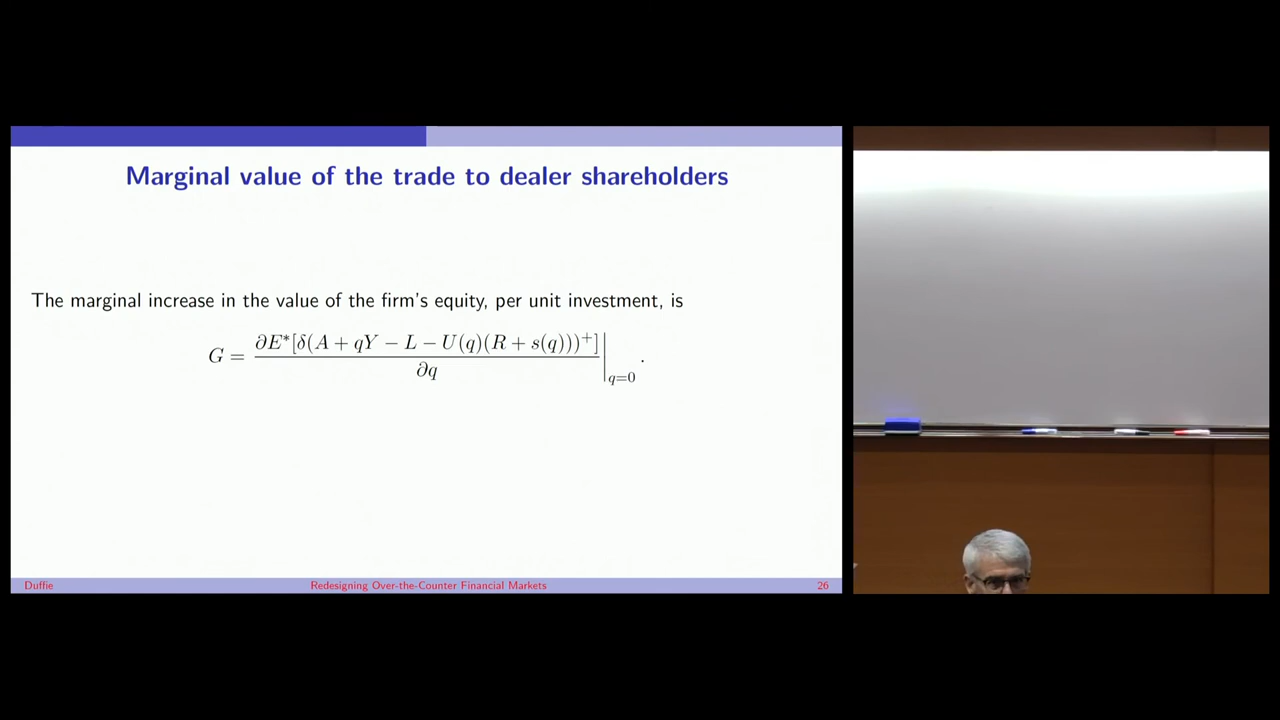 Marginal value of the trade to dealer shareholders
The marginal increase in the value of the firm's equity, per unit investment, is
G = ∂E*[δ(A + qY − L − U(q)(R + s(q)))⁺] / ∂q |q=0 .
Duffie Redesigning Over-the-Counter Financial Markets 26